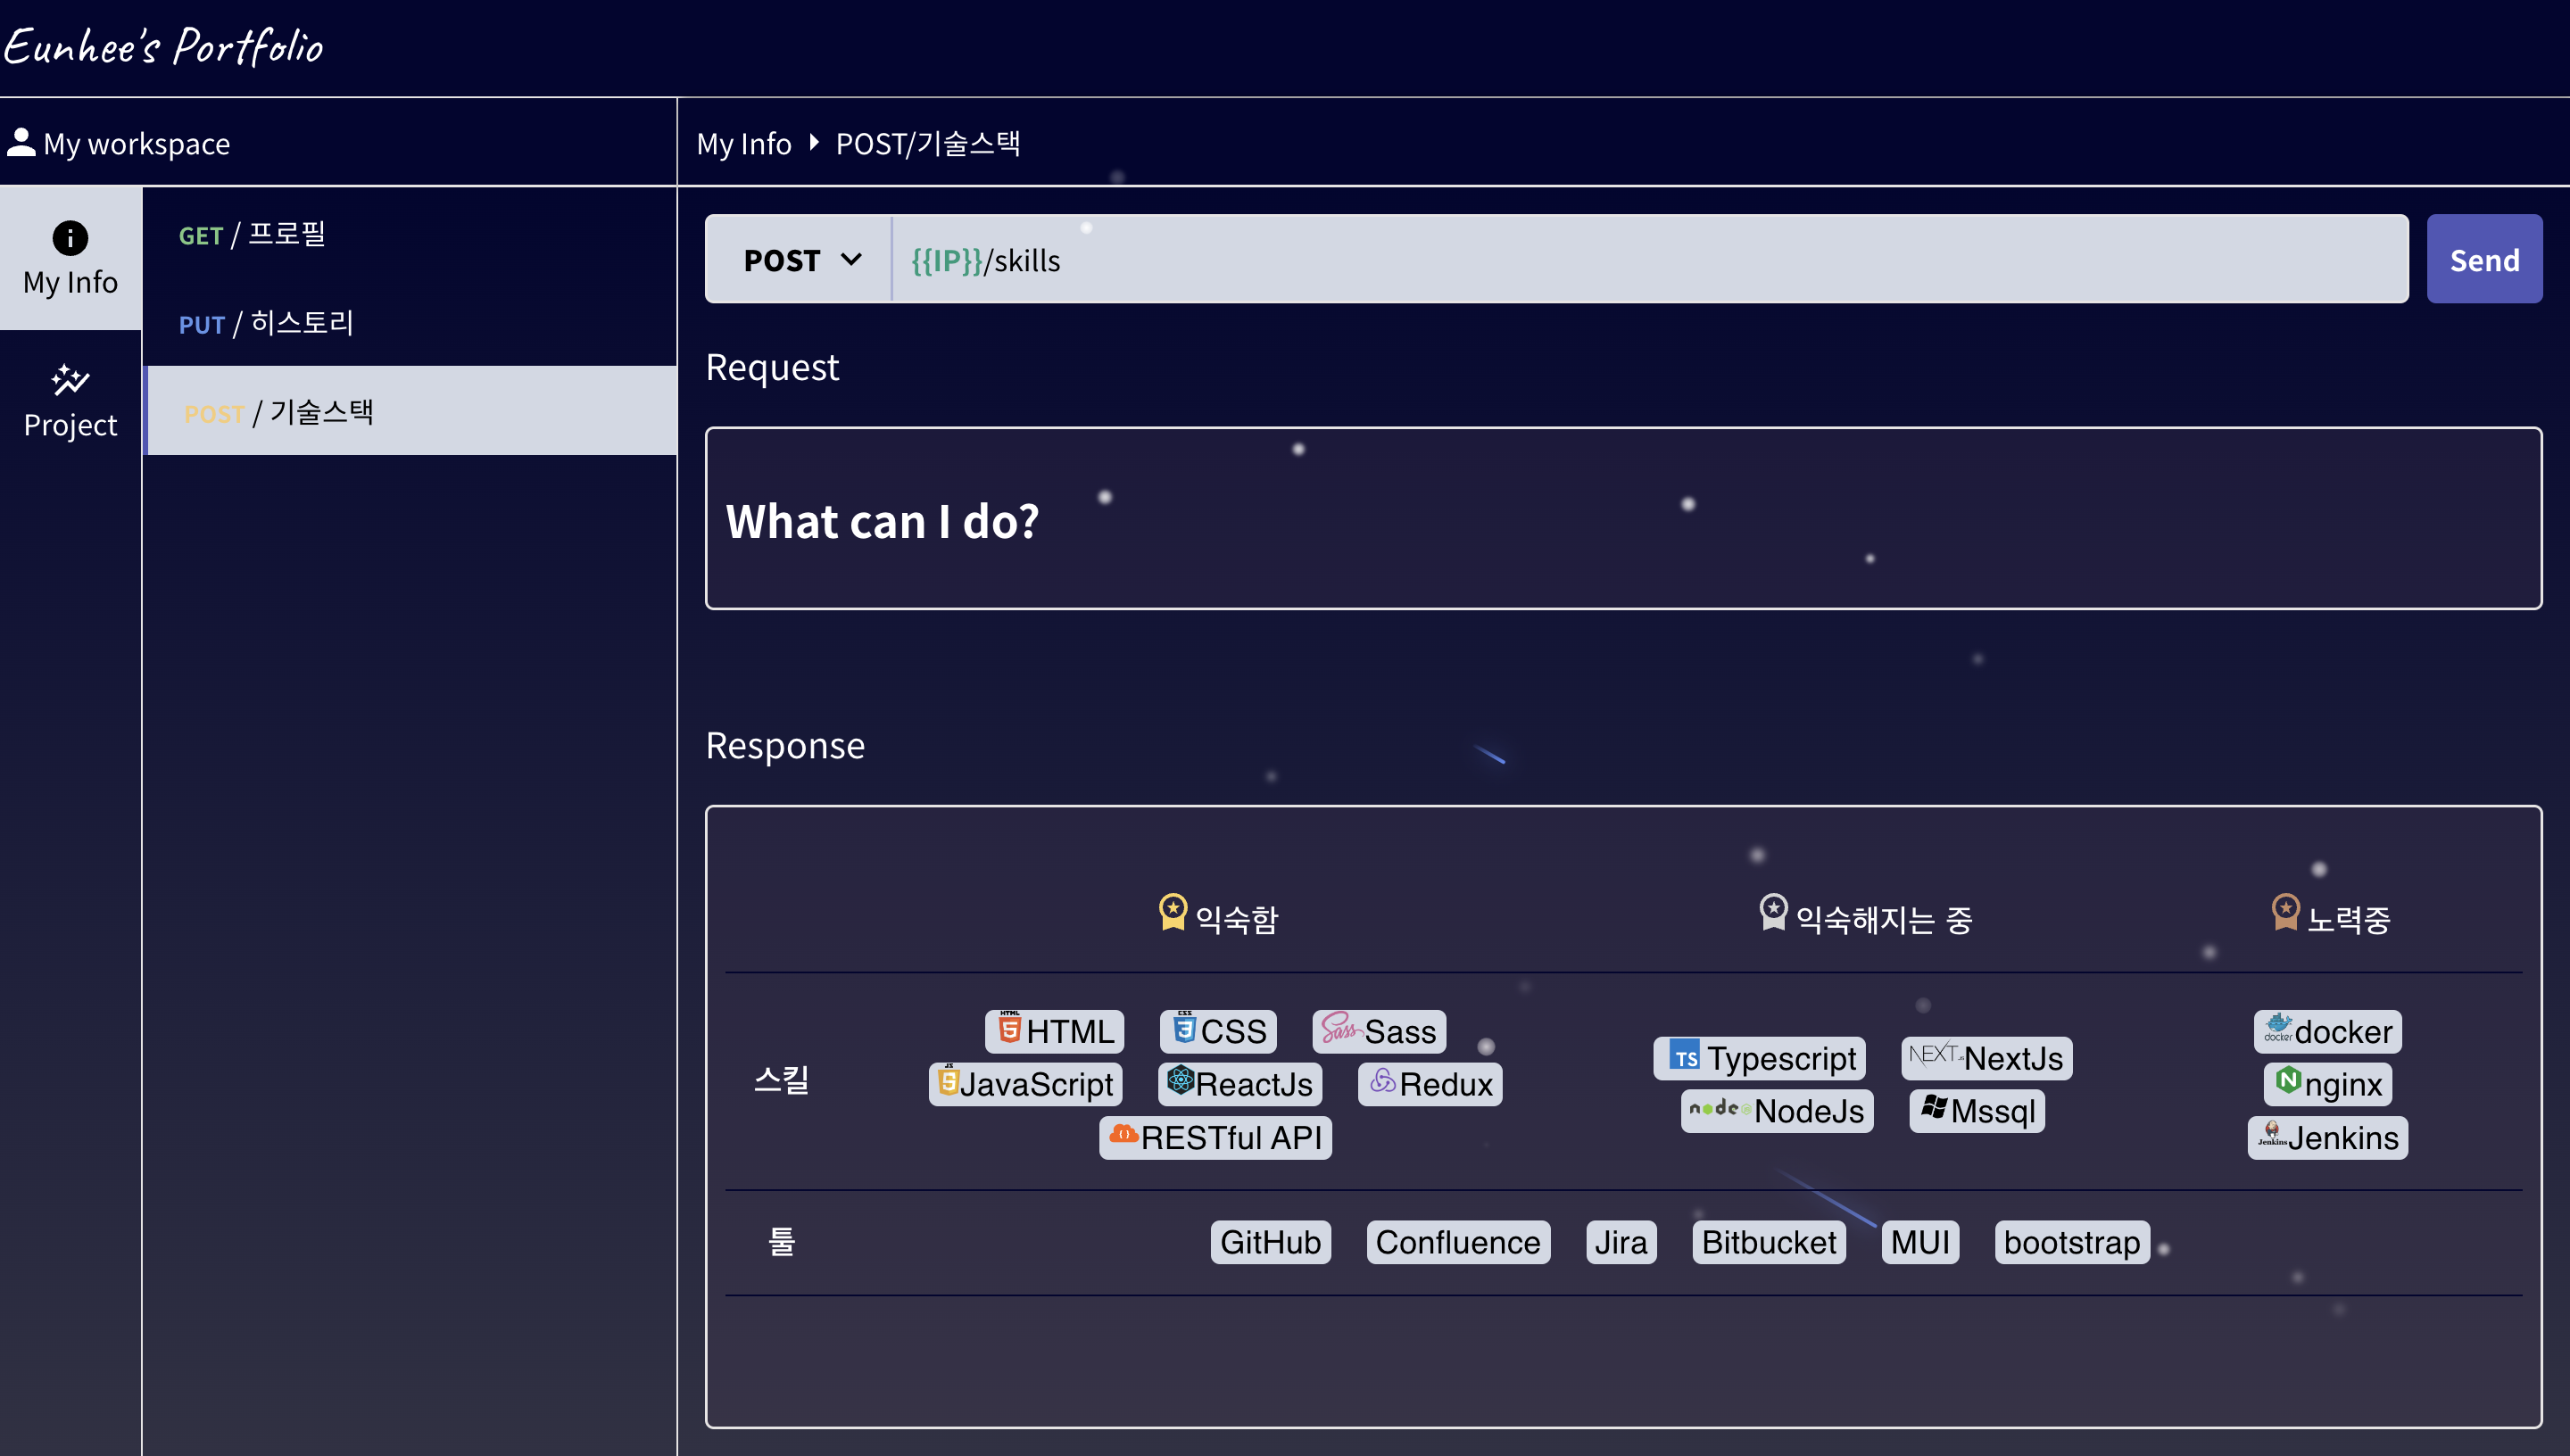 Eunhee's Portfolio
My workspace
My Info POST/기술스택
My Info
Project
GET / 프로필
PUT / 히스토리
POST / 기술스택
POST {{IP}}/skills Send
Request
What can I do?
Response
익숙함 익숙해지는 중 노력중
스킬
HTML CSS Sass
JavaScript ReactJs Redux
RESTful API
Typescript NextJs
NodeJs Mssql
docker
nginx
Jenkins
툴 GitHub Confluence Jira Bitbucket MUI bootstrap